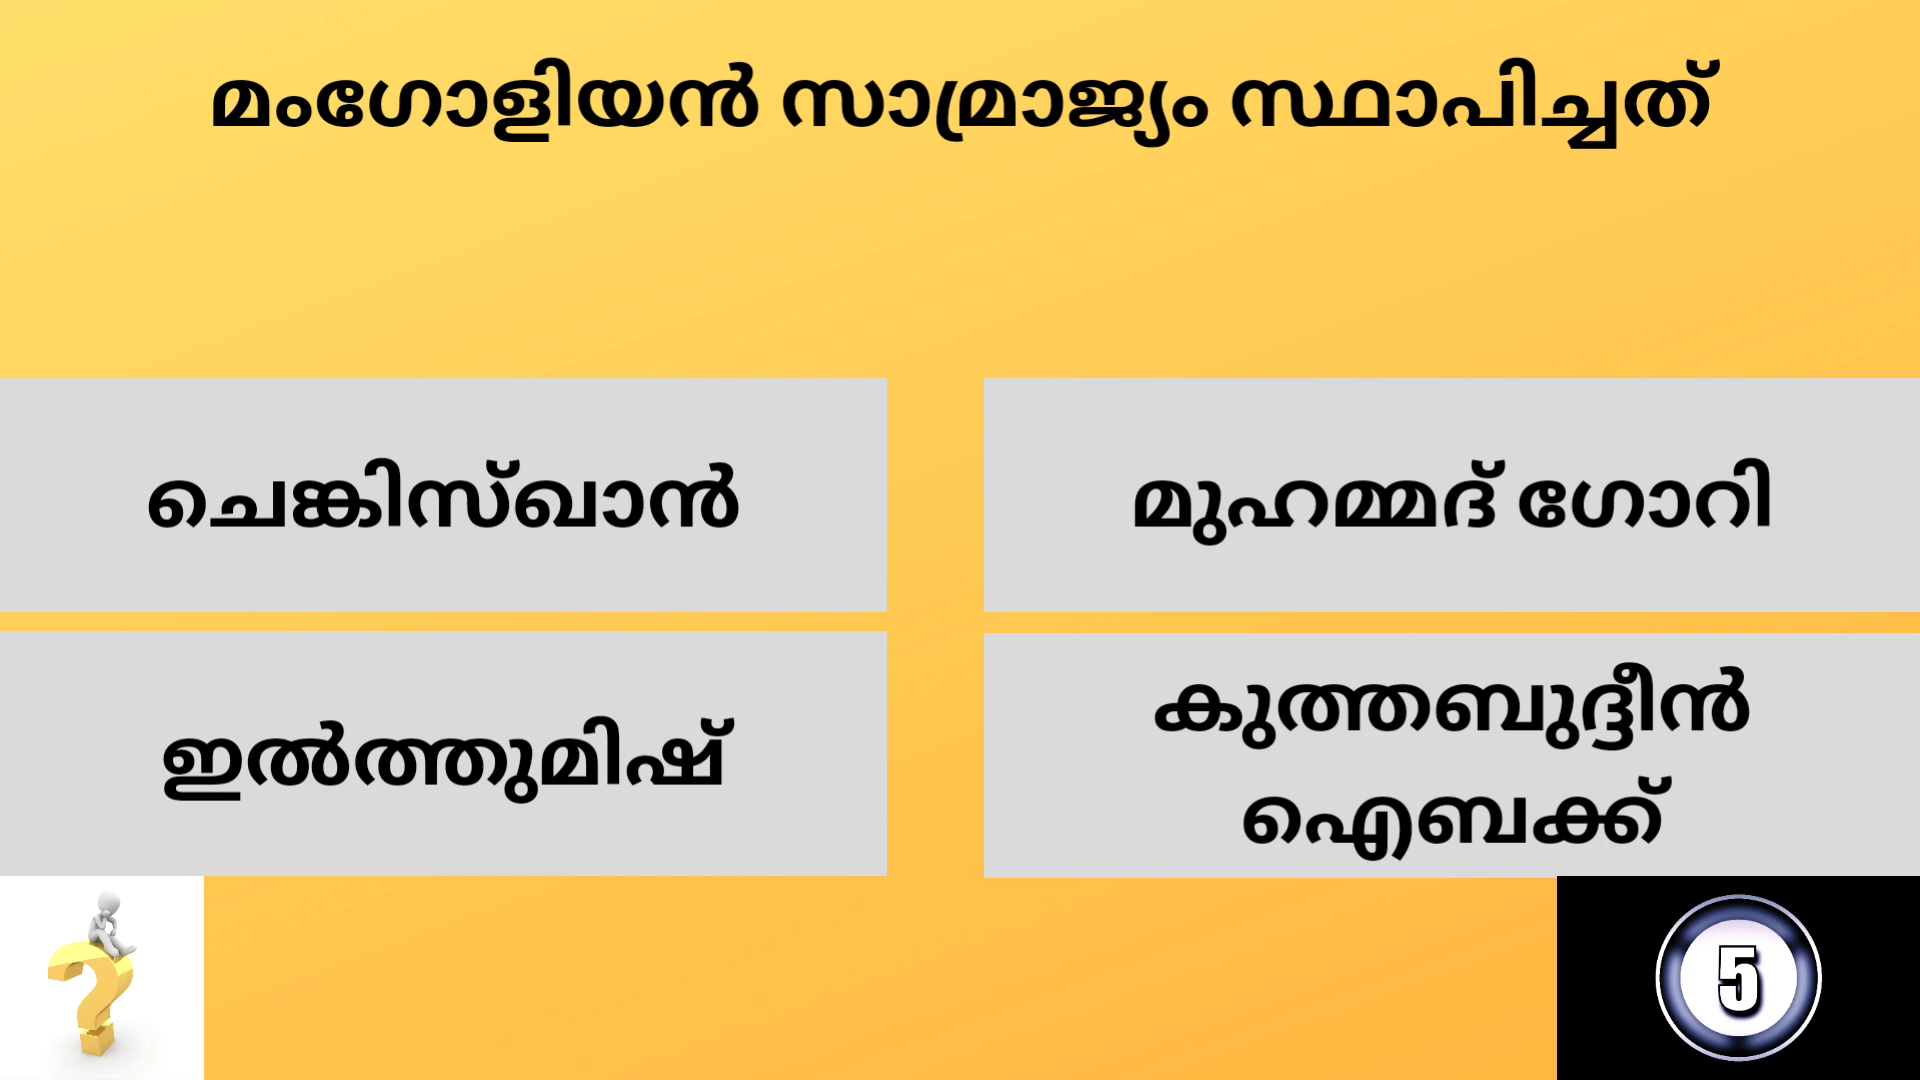 മംഗോളിയൻ സാമ്രാജ്യം സ്ഥാപിച്ചത്
ചെങ്കിസ്ഖാൻ
മുഹമ്മദ് ഗോറി
ഇൽത്തുമിഷ്
കുത്തബുദ്ദീൻ
ഐബക്ക്
5